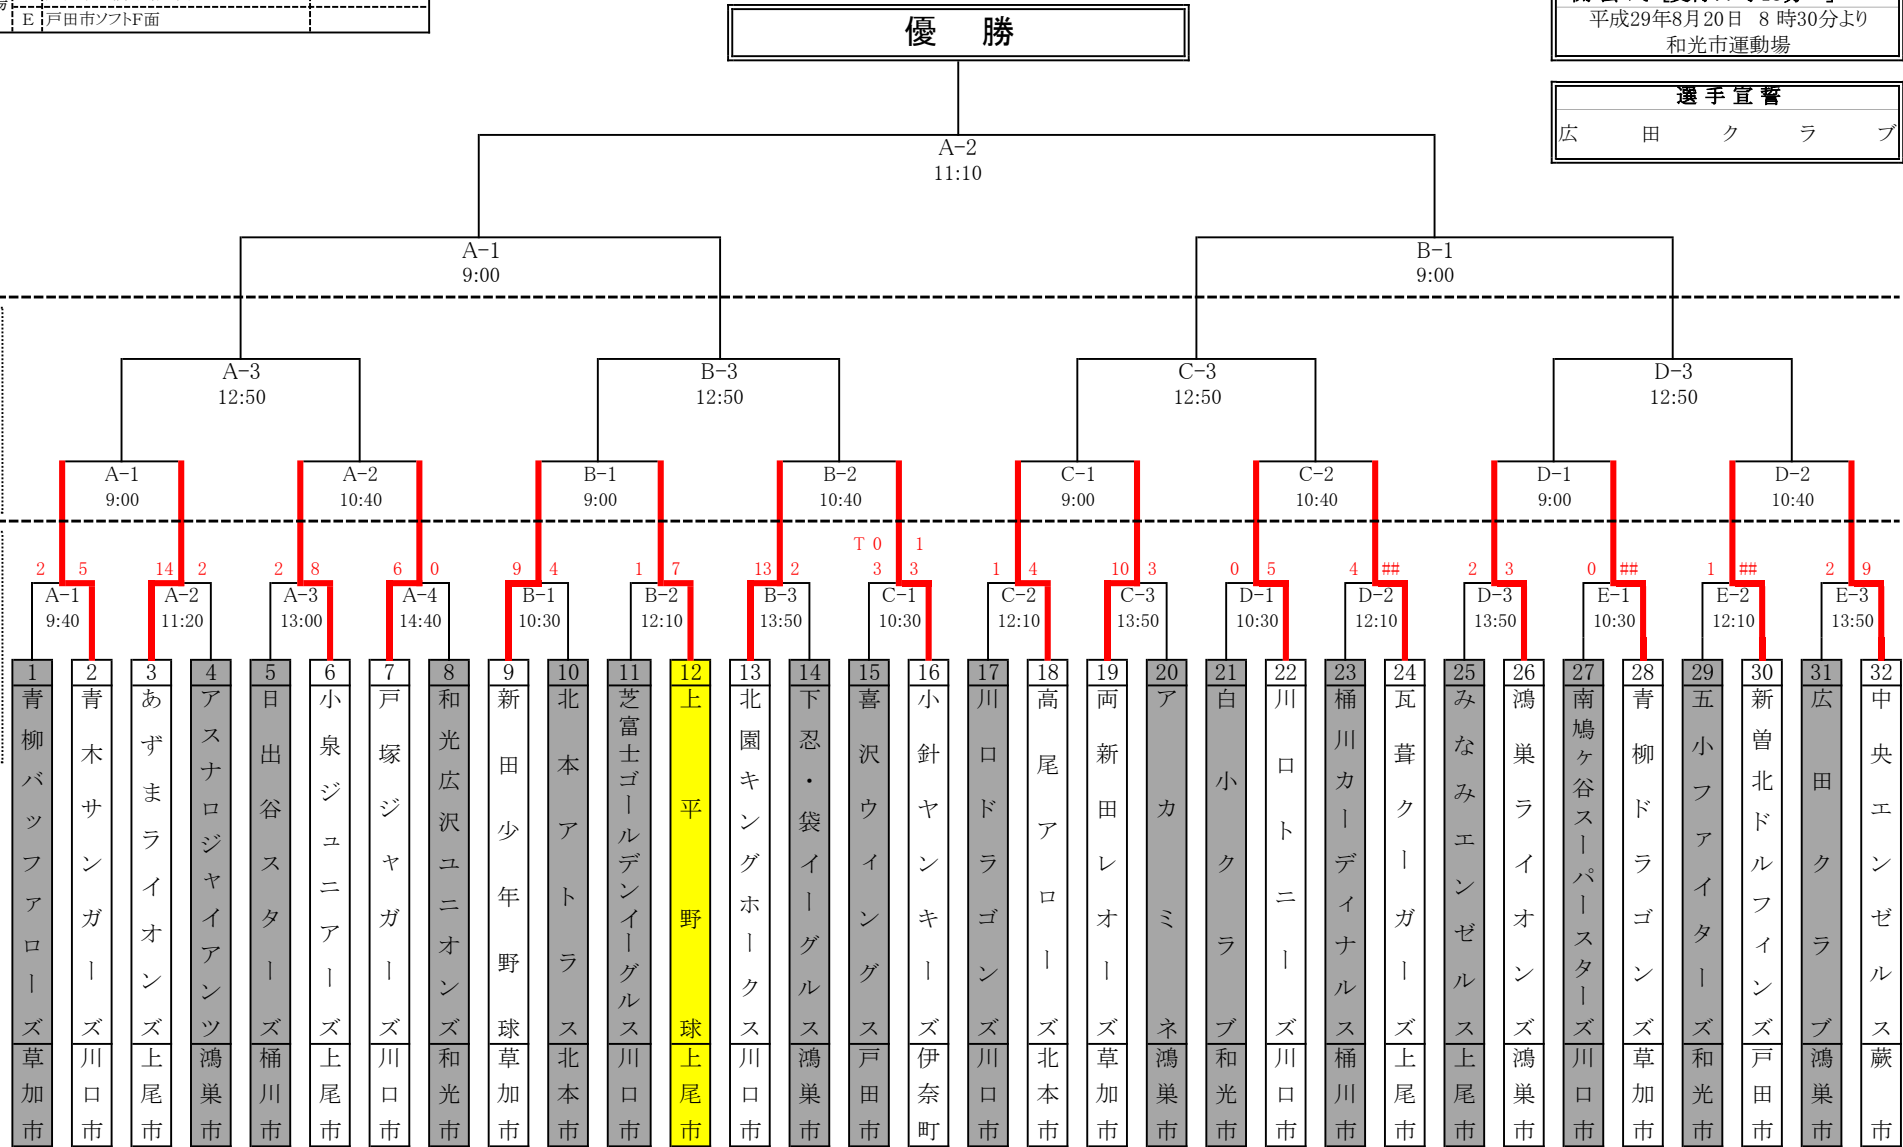 E 戸田市ソフトF面
優　勝
平成29年8月20日 8 時30分より
和光市運動場
選 手 宣 誓
広 田 ク ラ ブ
A-2
11:10
A-1 B-1
9:00 9:00
A-3 B-3 C-3 D-3
12:50 12:50 12:50 12:50
A-1 A-2 B-1 B-2 C-1 C-2 D-1 D-2
9:00 10:40 9:00 10:40 9:00 10:40 9:00 10:40
T 0 1
2 5 14 2 2 8 6 0 9 4 1 7 13 2 3 3 1 4 10 3 0 5 4 ## 2 3 0 ## 1 ## 2 9
A-1 A-2 A-3 A-4 B-1 B-2 B-3 C-1 C-2 C-3 D-1 D-2 D-3 E-1 E-2 E-3
9:40 11:20 13:00 14:40 10:30 12:10 13:50 10:30 12:10 13:50 10:30 12:10 13:50 10:30 12:10 13:50
1 青柳バッファローズ 草加市
2 青木サンガーズ 川口市
3 あずまライオンズ 上尾市
4 アスナロジャイアンツ 鴻巣市
5 日出谷スターズ 桶川市
6 小泉ジュニアーズ 上尾市
7 戸塚ジャガーズ 川口市
8 和光広沢ユニオンズ 和光市
9 新田少年野球 草加市
10 北本アトラス 北本市
11 芝富士ゴールデンイーグルス 川口市
12 上平野球 上尾市
13 北園キングホークス 川口市
14 下忍・袋イーグルス 鴻巣市
15 喜沢ウイングス 戸田市
16 小針ヤンキーズ 伊奈町
17 川口ドラゴンズ 川口市
18 高尾アローズ 北本市
19 両新田レオーズ 草加市
20 アカミネ 鴻巣市
21 白小クラブ 和光市
22 川口トニーズ 川口市
23 桶川カーディナルス 桶川市
24 瓦葺クーガーズ 上尾市
25 みなみエンゼルス 上尾市
26 鴻巣ライオンズ 鴻巣市
27 南鳩ヶ谷スーパースターズ 川口市
28 青柳ドラゴンズ 草加市
29 五小ファイターズ 和光市
30 新曽北ドルフィンズ 戸田市
31 広田クラブ 鴻巣市
32 中央エンゼルス 蕨市